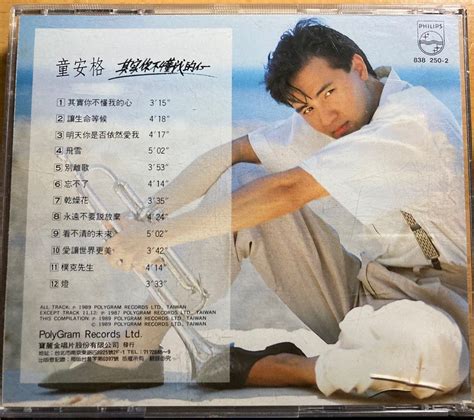 PHILIPS
838 250-2
童安格 其實你不懂我的心
1 其實你不懂我的心 3'15"
2 讓生命等候 4'18"
3 明天你是否依然愛我 4'17"
4 飛雪 5'02"
5 別離歌 3'53"
6 忘不了 4'14"
7 乾燥花 3'35"
8 永遠不要說放棄 4'24"
9 看不清的未來 5'02"
10 愛讓世界更美 3'42"
11 樸克先生 4'14"
12 燈 3'33"
ALL TRACK: ℗ 1989 POLYGRAM RECORDS LTD., TAIWAN
EXCEPT TRACK 11,12: ℗ 1987 POLYGRAM RECORDS LTD., TAIWAN
THIS COMPILATION ℗ 1989 POLYGRAM RECORDS LTD., TAIWAN
© 1989 POLYGRAM RECORDS LTD., TAIWAN
PolyGram Records Ltd.
寶麗金唱片股份有限公司